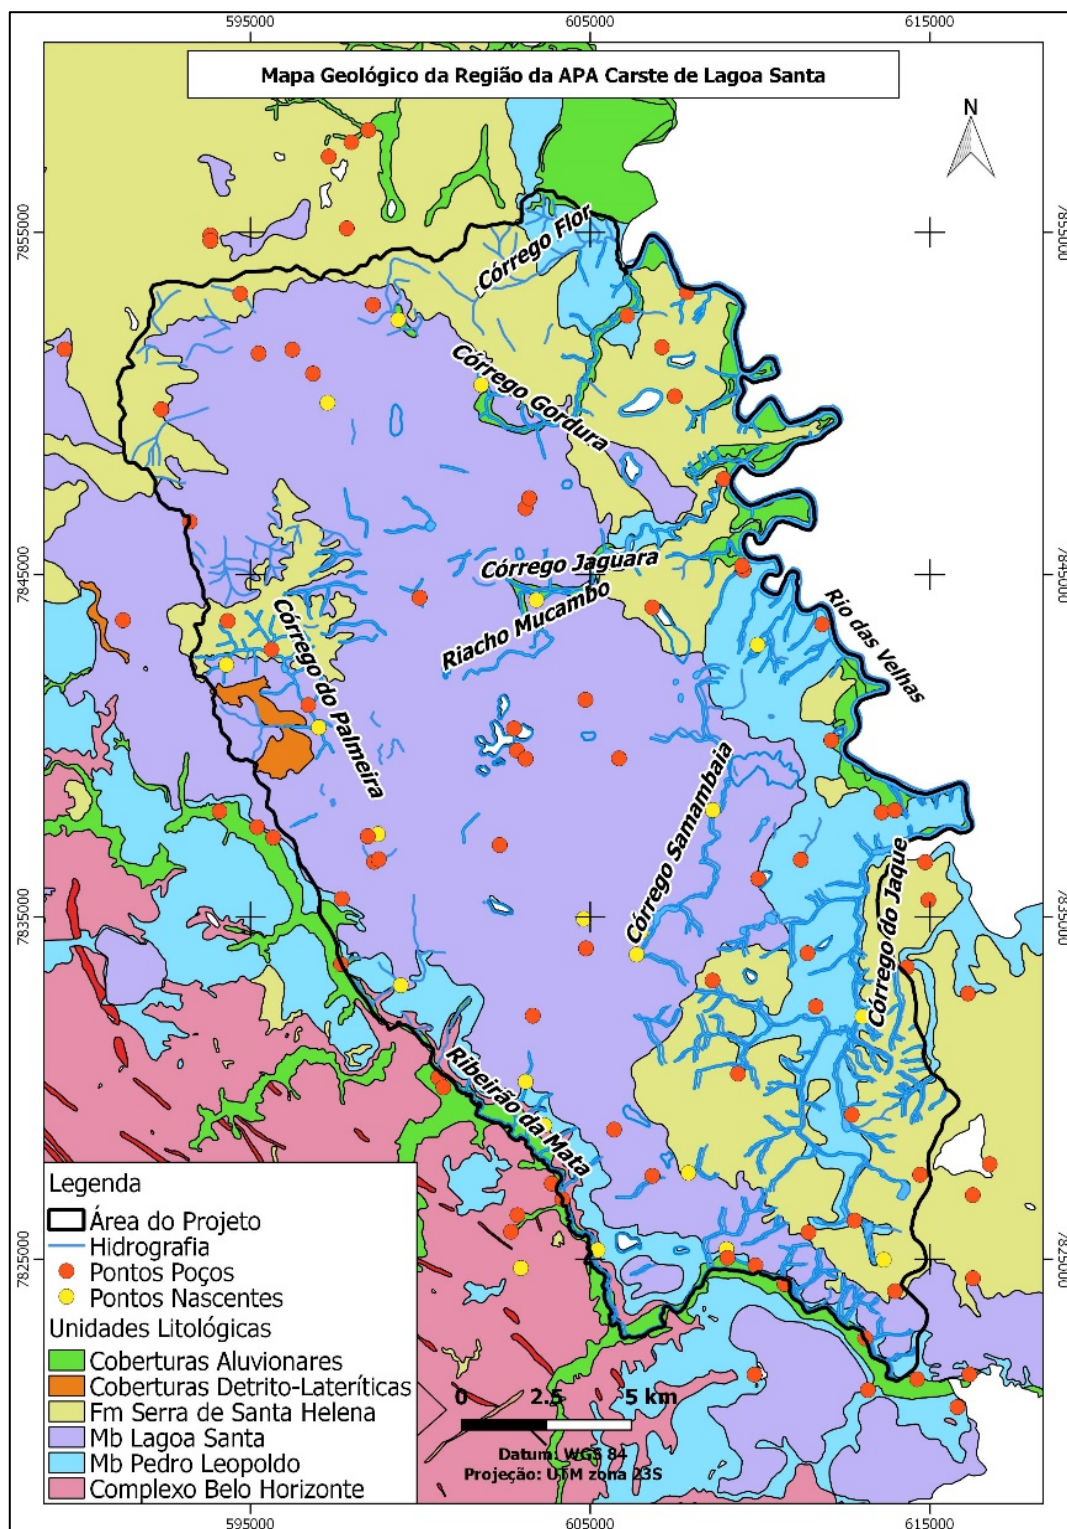 595000 605000 615000
Mapa Geológico da Região da APA Carste de Lagoa Santa
N
7855000 7855000
Córrego Flor
Córrego Gordura
7845000 7845000
Córrego Jaguara
Riacho Mucambo
Córrego do Palmeira
Rio das Velhas
Córrego Samambaia
Córrego do Jaque
7835000 7835000
Ribeirão da Mata
7825000 7825000
Legenda
Área do Projeto
Hidrografia
Pontos Poços
Pontos Nascentes
Unidades Litológicas
Coberturas Aluvionares
Coberturas Detrito-Lateríticas
Fm Serra de Santa Helena
Mb Lagoa Santa
Mb Pedro Leopoldo
Complexo Belo Horizonte
0 2.5 5 km
Datum: WGS 84
Projeção: UTM zona 23S
595000 605000 615000